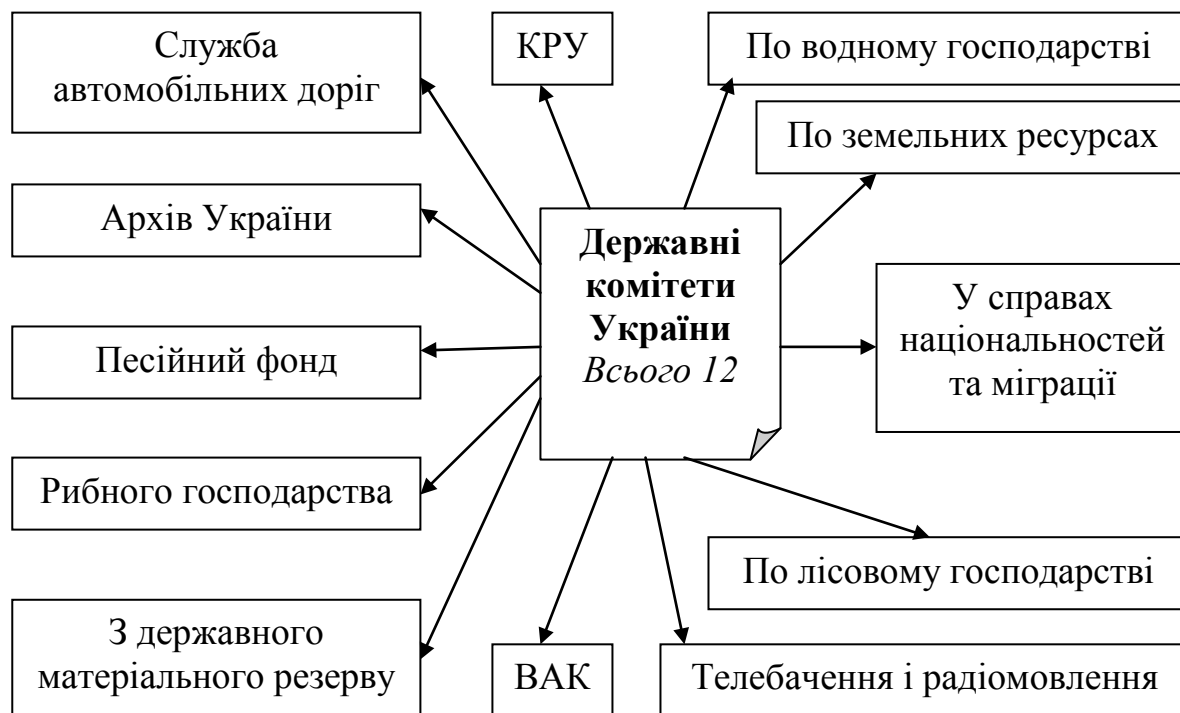 Служба
автомобільних доріг
КРУ
По водному господарстві
По земельних ресурсах
Архів України
Державні
комітети
України
Всього 12
У справах
національностей
та міграції
Песійний фонд
Рибного господарства
По лісовому господарстві
З державного
матеріального резерву
ВАК
Телебачення і радіомовлення